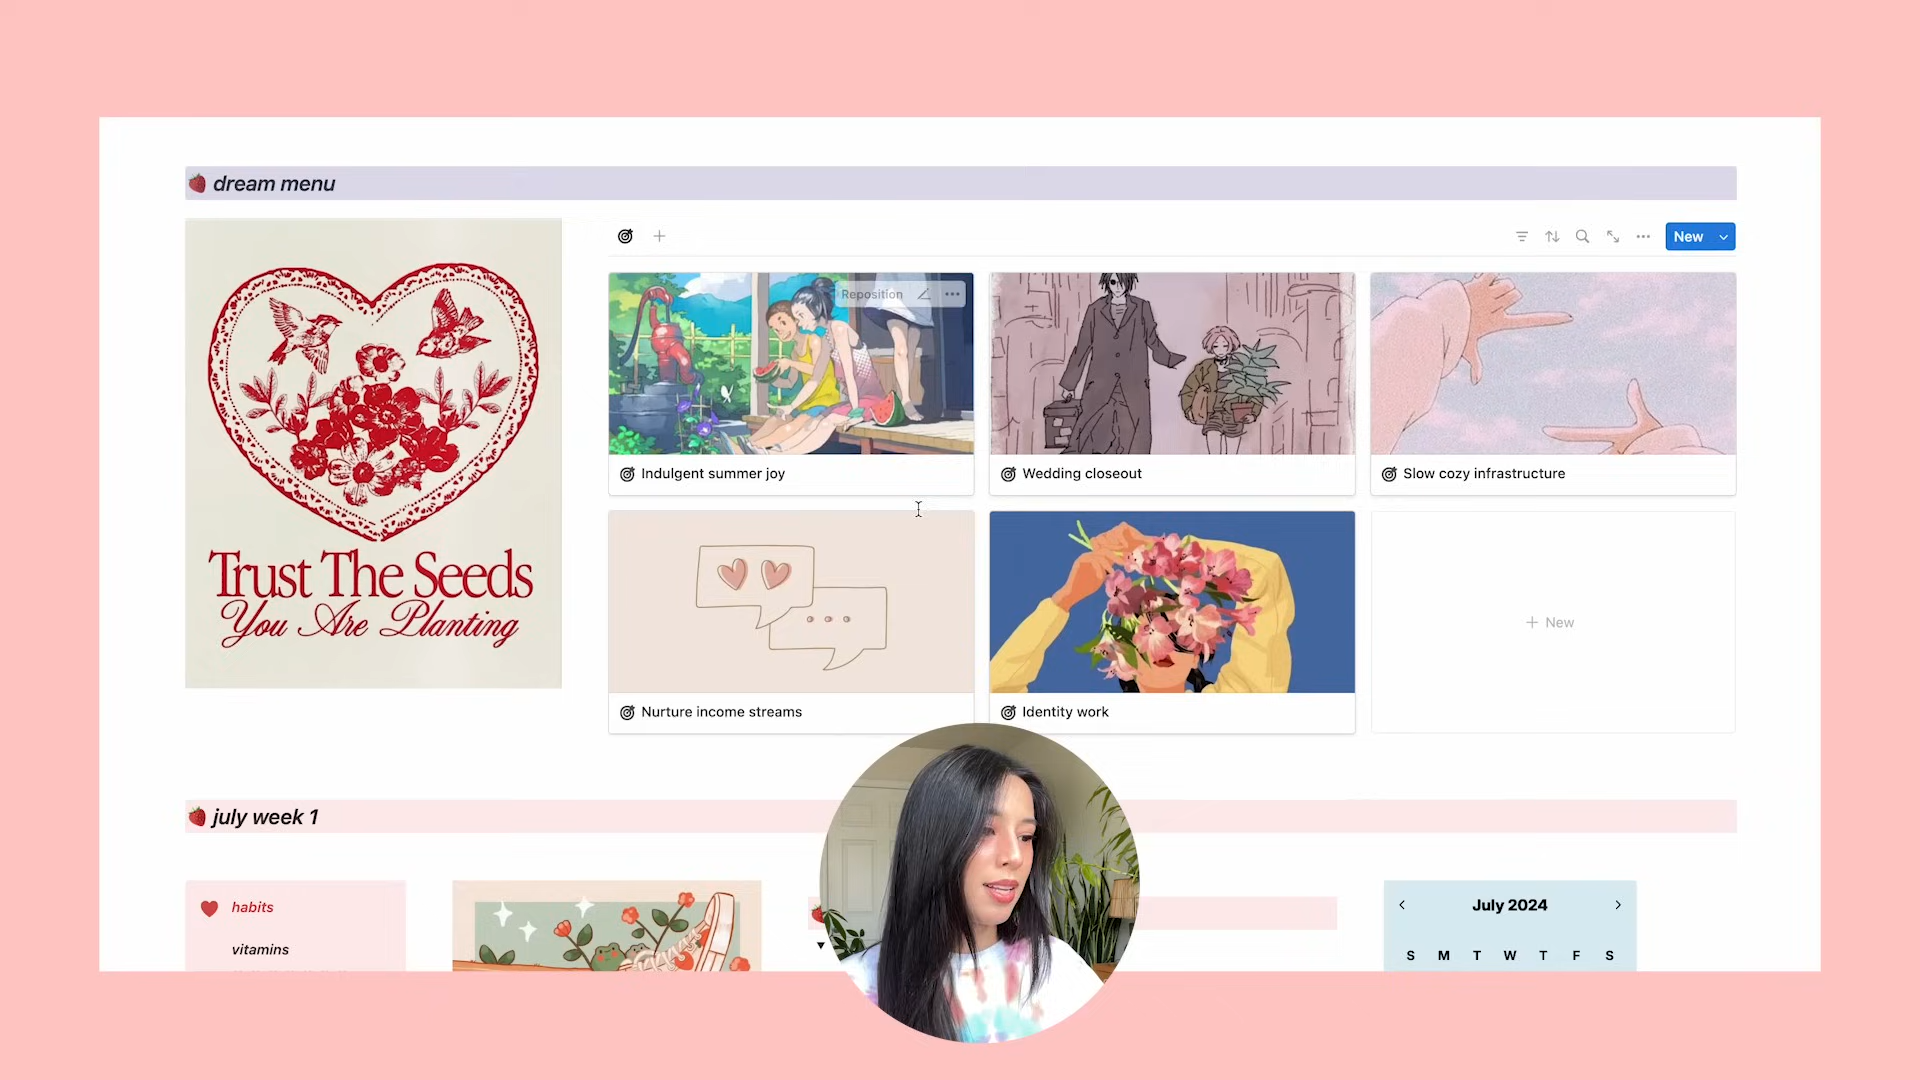 dream menu
New
Reposition
Trust The Seeds
You Are Planting
Indulgent summer joy
Wedding closeout
Slow cozy infrastructure
Nurture income streams
Identity work
+ New
july week 1
habits
vitamins
July 2024
S M T W T F S